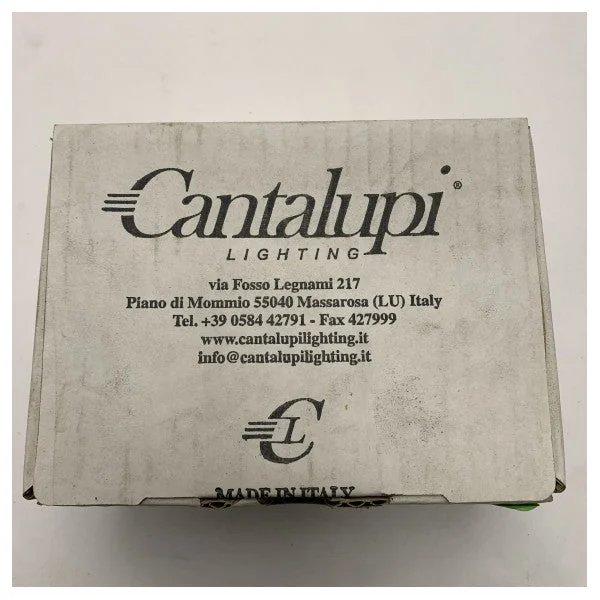 Cantalupi®
LIGHTING
via Fosso Legnami 217
Piano di Mommio 55040 Massarosa (LU) Italy
Tel. +39 0584 42791 - Fax 427999
www.cantalupilighting.it
info@cantalupilighting.it
CL
MADE IN ITALY